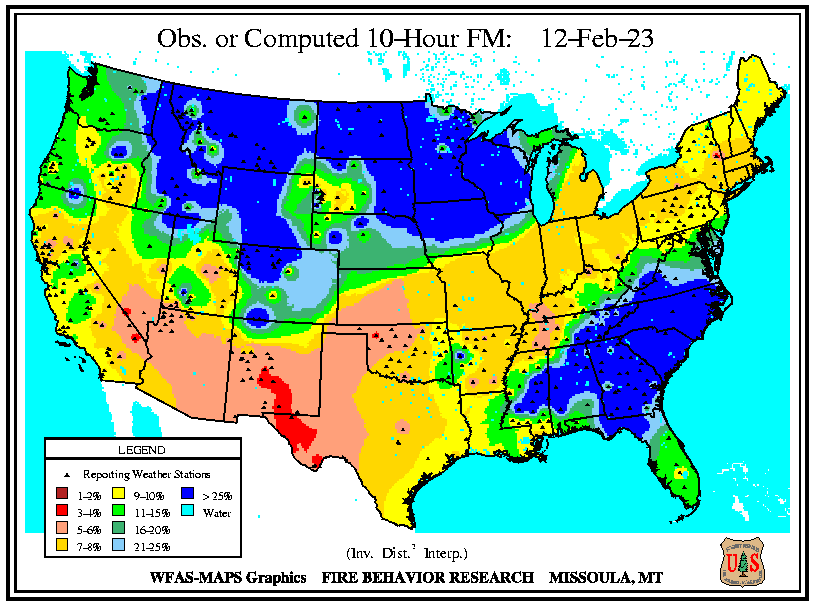 Obs. or Computed 10-Hour FM: 12-Feb-23
LEGEND
Reporting Weather Stations
1-2% 9-10% > 25%
3-4% 11-15% Water
5-6% 16-20%
7-8% 21-25%
(Inv. Dist.² Interp.)
WFAS-MAPS Graphics FIRE BEHAVIOR RESEARCH MISSOULA, MT
U S